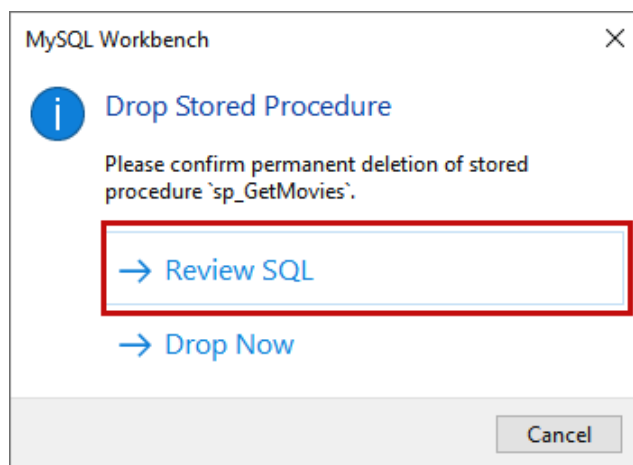 MySQL Workbench
Drop Stored Procedure
Please confirm permanent deletion of stored
procedure `sp_GetMovies`.
→ Review SQL
→ Drop Now
Cancel